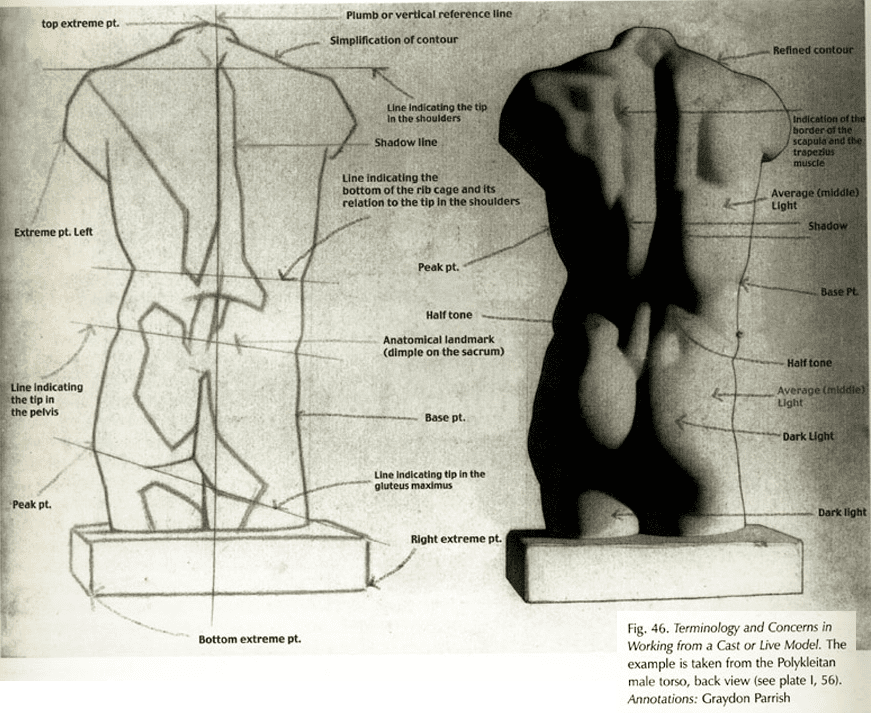 top extreme pt.
Plumb or vertical reference line
Simplification of contour
Line indicating the tip
in the shoulders
Shadow line
Line indicating the
bottom of the rib cage and its
relation to the tip in the shoulders
Extreme pt. Left
Anatomical landmark
(dimple on the sacrum)
Line indicating
the tip in
the pelvis
Base pt.
Line indicating tip in the
gluteus maximus
Peak pt.
Right extreme pt.
Bottom extreme pt.
Refined contour
Indication of the
border of the
scapula and the
trapezius
muscle
Average (middle)
Light
Shadow
Peak pt.
Base Pt.
Half tone
Half tone
Average (middle)
Light
Dark Light
Dark light
Fig. 46. Terminology and Concerns in
Working from a Cast or Live Model. The
example is taken from the Polykleitan
male torso, back view (see plate I, 56).
Annotations: Graydon Parrish